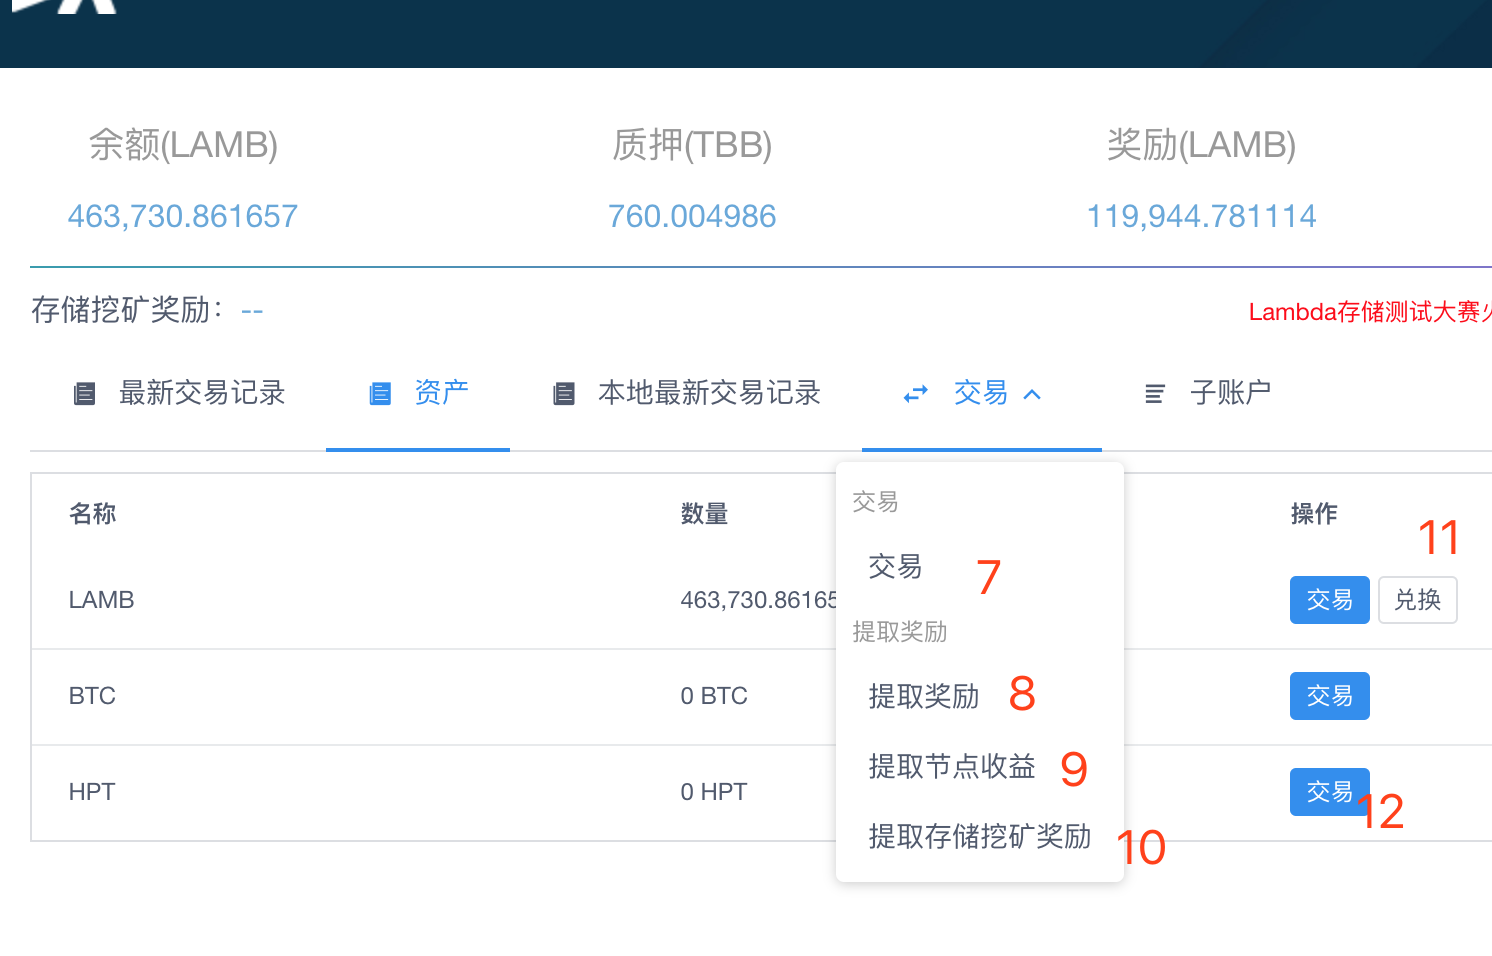 余额(LAMB) 质押(TBB) 奖励(LAMB)
463,730.861657 760.004986 119,944.781114
存储挖矿奖励： --
Lambda存储测试大赛
最新交易记录 资产 本地最新交易记录 交易 子账户
名称 数量 操作 11
LAMB 463,730.86165 交易 兑换
BTC 0 BTC 交易
HPT 0 HPT 交易 12
交易
交易 7
提取奖励
提取奖励 8
提取节点收益 9
提取存储挖矿奖励 10